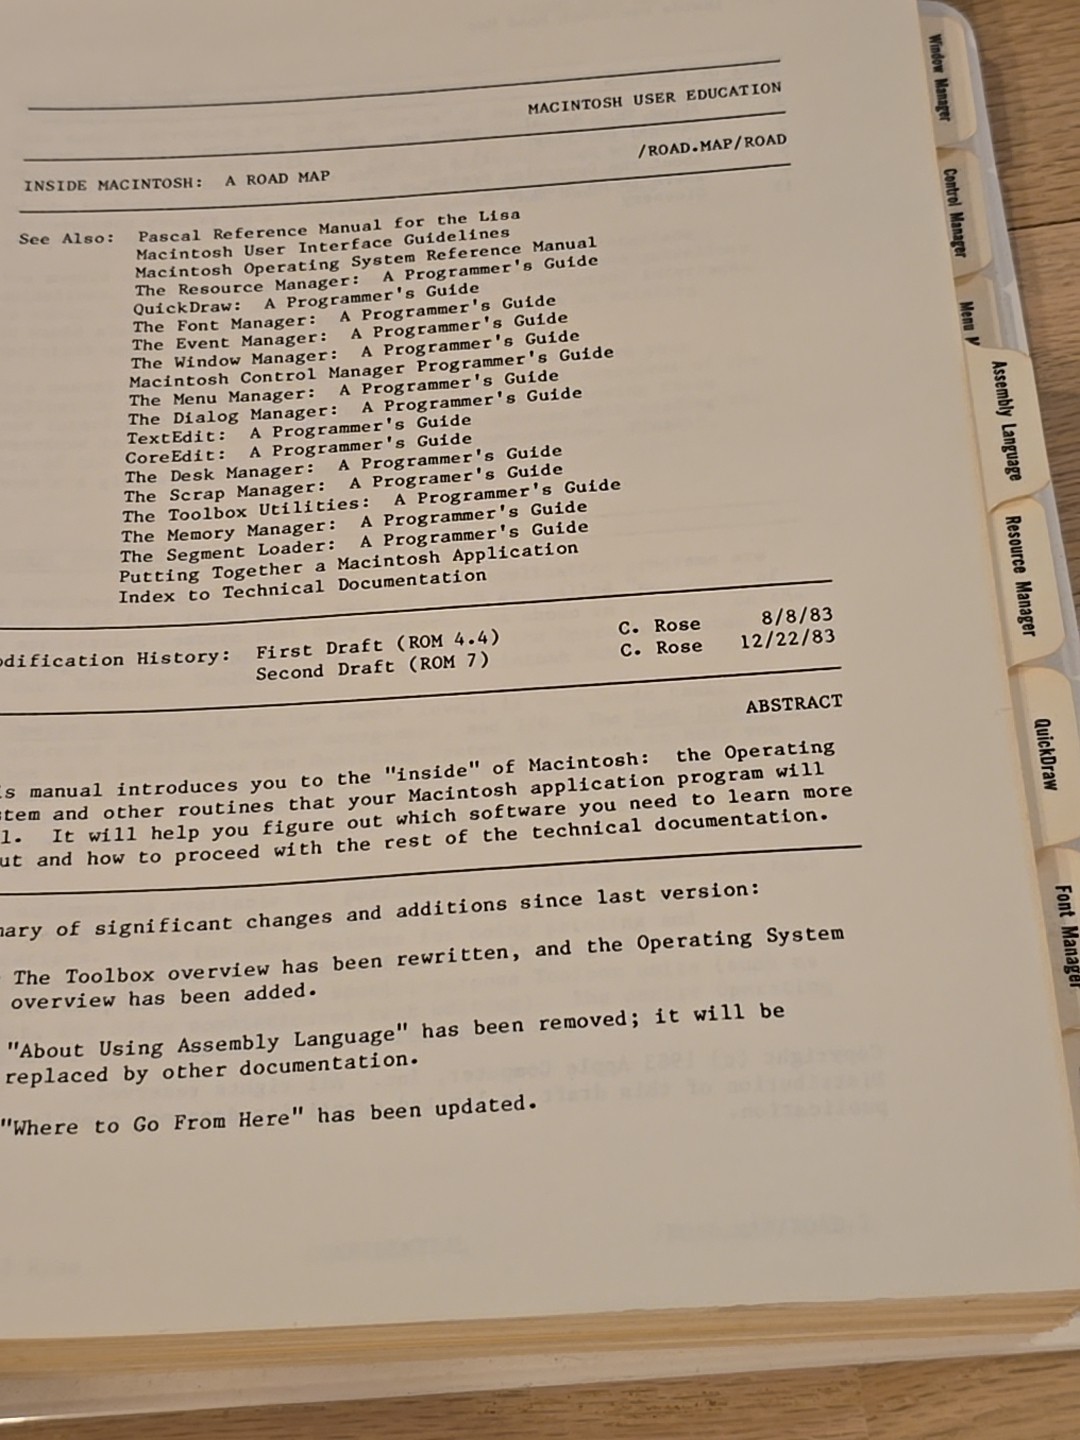 MACINTOSH USER EDUCATION
INSIDE MACINTOSH: A ROAD MAP /ROAD.MAP/ROAD
See Also: Pascal Reference Manual for the Lisa
Macintosh User Interface Guidelines
Macintosh Operating System Reference Manual
The Resource Manager: A Programmer's Guide
QuickDraw: A Programmer's Guide
The Font Manager: A Programmer's Guide
The Event Manager: A Programmer's Guide
The Window Manager: A Programmer's Guide
Macintosh Control Manager Programmer's Guide
The Menu Manager: A Programmer's Guide
The Dialog Manager: A Programmer's Guide
TextEdit: A Programmer's Guide
CoreEdit: A Programmer's Guide
The Desk Manager: A Programmer's Guide
The Scrap Manager: A Programer's Guide
The Toolbox Utilities: A Programmer's Guide
The Memory Manager: A Programmer's Guide
The Segment Loader: A Programmer's Guide
Putting Together a Macintosh Application
Index to Technical Documentation
dification History: First Draft (ROM 4.4) C. Rose 8/8/83
Second Draft (ROM 7) C. Rose 12/22/83
ABSTRACT
is manual introduces you to the "inside" of Macintosh: the Operating
tem and other routines that your Macintosh application program will
l. It will help you figure out which software you need to learn more
ut and how to proceed with the rest of the technical documentation.
mary of significant changes and additions since last version:
The Toolbox overview has been rewritten, and the Operating System
overview has been added.
"About Using Assembly Language" has been removed; it will be
replaced by other documentation.
"Where to Go From Here" has been updated.
Window Manager
Control Manager
Menu M
Assembly Language
Resource Manager
QuickDraw
Font Manager